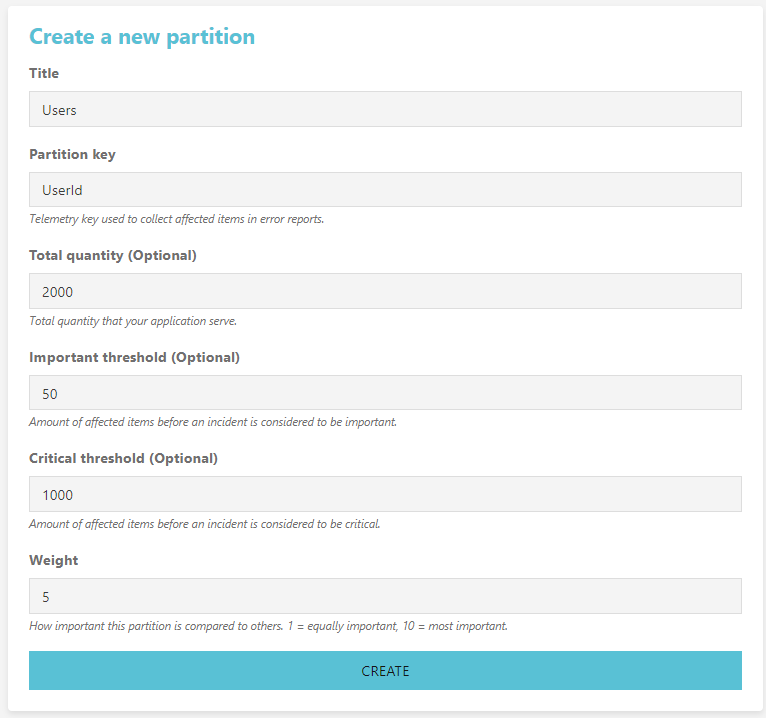 Create a new partition
Title
Users
Partition key
UserId
Telemetry key used to collect affected items in error reports.
Total quantity (Optional)
2000
Total quantity that your application serve.
Important threshold (Optional)
50
Amount of affected items before an incident is considered to be important.
Critical threshold (Optional)
1000
Amount of affected items before an incident is considered to be critical.
Weight
5
How important this partition is compared to others. 1 = equally important, 10 = most important.
CREATE